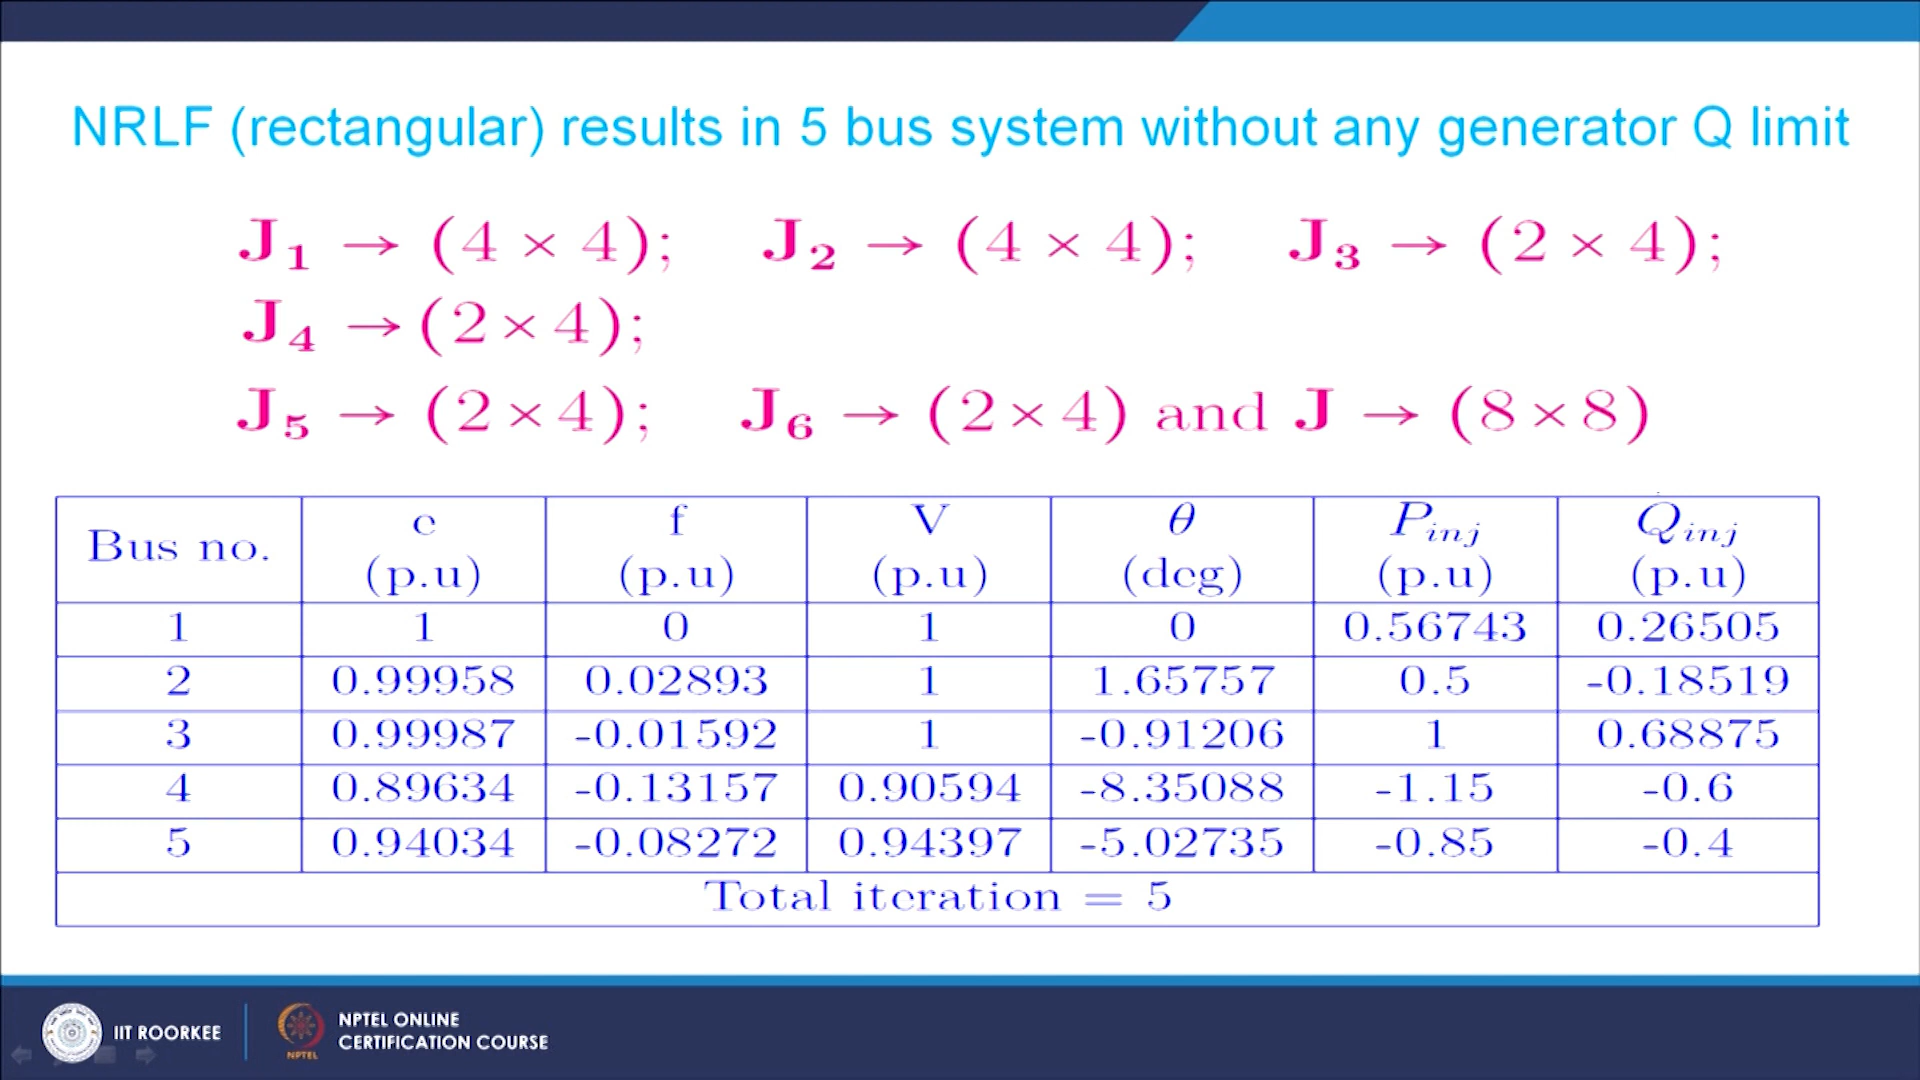 NRLF (rectangular) results in 5 bus system without any generator Q limit
J₁ → (4 × 4); J₂ → (4 × 4); J₃ → (2 × 4);
J₄ → (2 × 4);
J₅ → (2 × 4); J₆ → (2 × 4) and J → (8 × 8)
Bus no. e (p.u) f (p.u) V (p.u) θ (deg) P_inj (p.u) Q_inj (p.u)
1 1 0 1 0 0.56743 0.26505
2 0.99958 0.02893 1 1.65757 0.5 -0.18519
3 0.99987 -0.01592 1 -0.91206 1 0.68875
4 0.89634 -0.13157 0.90594 -8.35088 -1.15 -0.6
5 0.94034 -0.08272 0.94397 -5.02735 -0.85 -0.4
Total iteration = 5
IIT ROORKEE
NPTEL
NPTEL ONLINE
CERTIFICATION COURSE